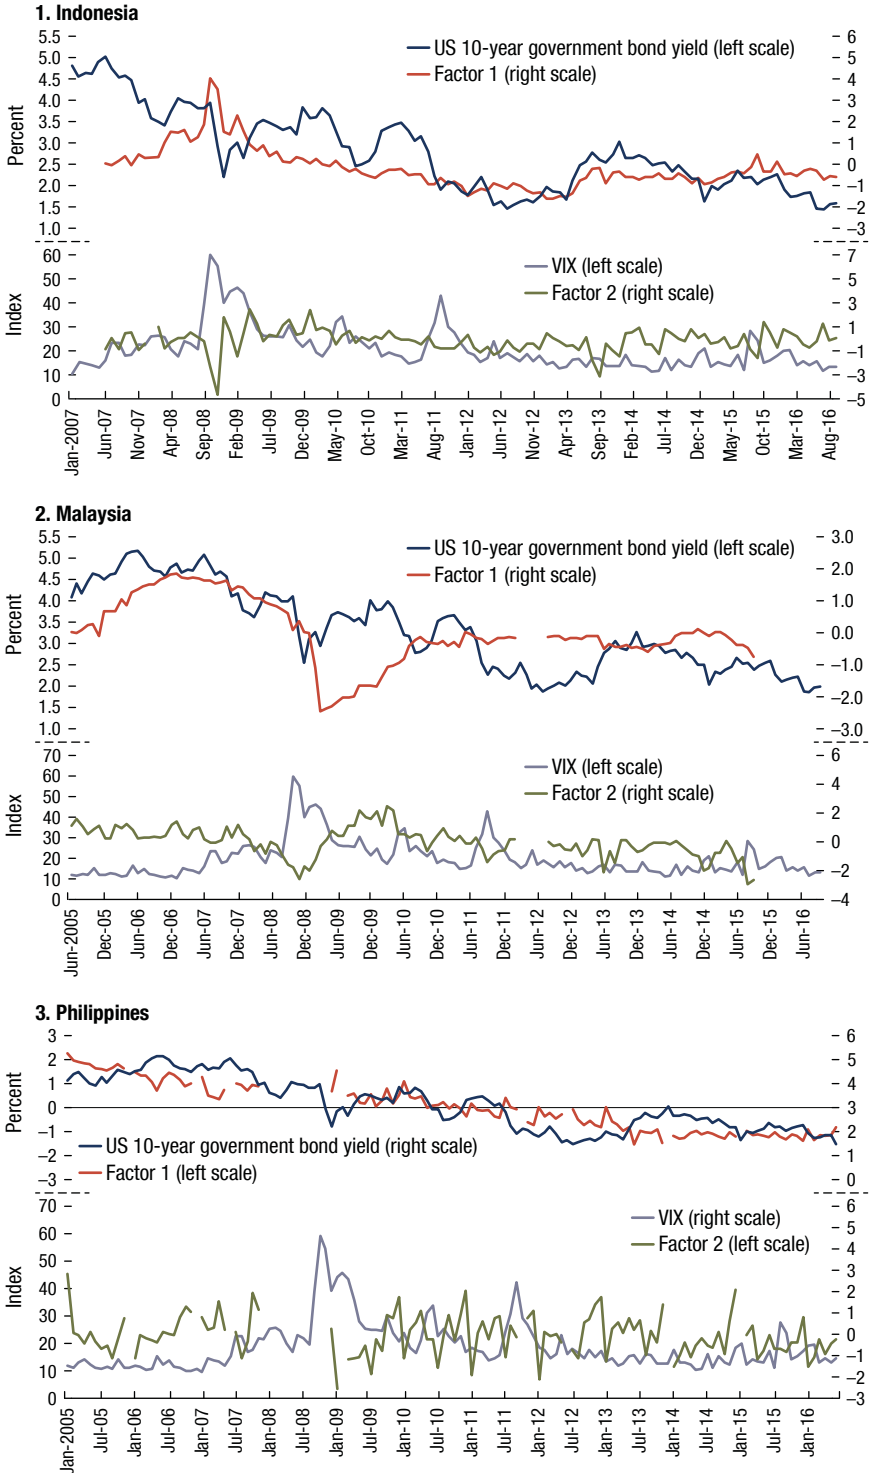 1. Indonesia
5.5
5.0
4.5
4.0
3.5
3.0
2.5
2.0
1.5
1.0
Percent
US 10-year government bond yield (left scale)
Factor 1 (right scale)
6
5
4
3
2
1
0
–1
–2
–3
60
50
40
30
20
10
0
Index
VIX (left scale)
Factor 2 (right scale)
7
5
3
1
–1
–3
–5
Jan-2007
Jun-07
Nov-07
Apr-08
Sep-08
Feb-09
Jul-09
Dec-09
May-10
Oct-10
Mar-11
Aug-11
Jan-12
Jun-12
Nov-12
Apr-13
Sep-13
Feb-14
Jul-14
Dec-14
May-15
Oct-15
Mar-16
Aug-16
2. Malaysia
5.5
5.0
4.5
4.0
3.5
3.0
2.5
2.0
1.5
1.0
Percent
US 10-year government bond yield (left scale)
Factor 1 (right scale)
3.0
2.0
1.0
0.0
–1.0
–2.0
–3.0
70
60
50
40
30
20
10
0
Index
VIX (left scale)
Factor 2 (right scale)
6
4
2
0
–2
–4
Jun-2005
Dec-05
Jun-06
Dec-06
Jun-07
Dec-07
Jun-08
Dec-08
Jun-09
Dec-09
Jun-10
Dec-10
Jun-11
Dec-11
Jun-12
Dec-12
Jun-13
Dec-13
Jun-14
Dec-14
Jun-15
Dec-15
Jun-16
3. Philippines
3
2
1
0
–1
–2
–3
Percent
US 10-year government bond yield (right scale)
Factor 1 (left scale)
6
5
4
3
2
1
0
70
60
50
40
30
20
10
0
Index
VIX (right scale)
Factor 2 (left scale)
6
5
4
3
2
1
0
–1
–2
–3
Jan-2005
Jul-05
Jan-06
Jul-06
Jan-07
Jul-07
Jan-08
Jul-08
Jan-09
Jul-09
Jan-10
Jul-10
Jan-11
Jul-11
Jan-12
Jul-12
Jan-13
Jul-13
Jan-14
Jul-14
Jan-15
Jul-15
Jan-16